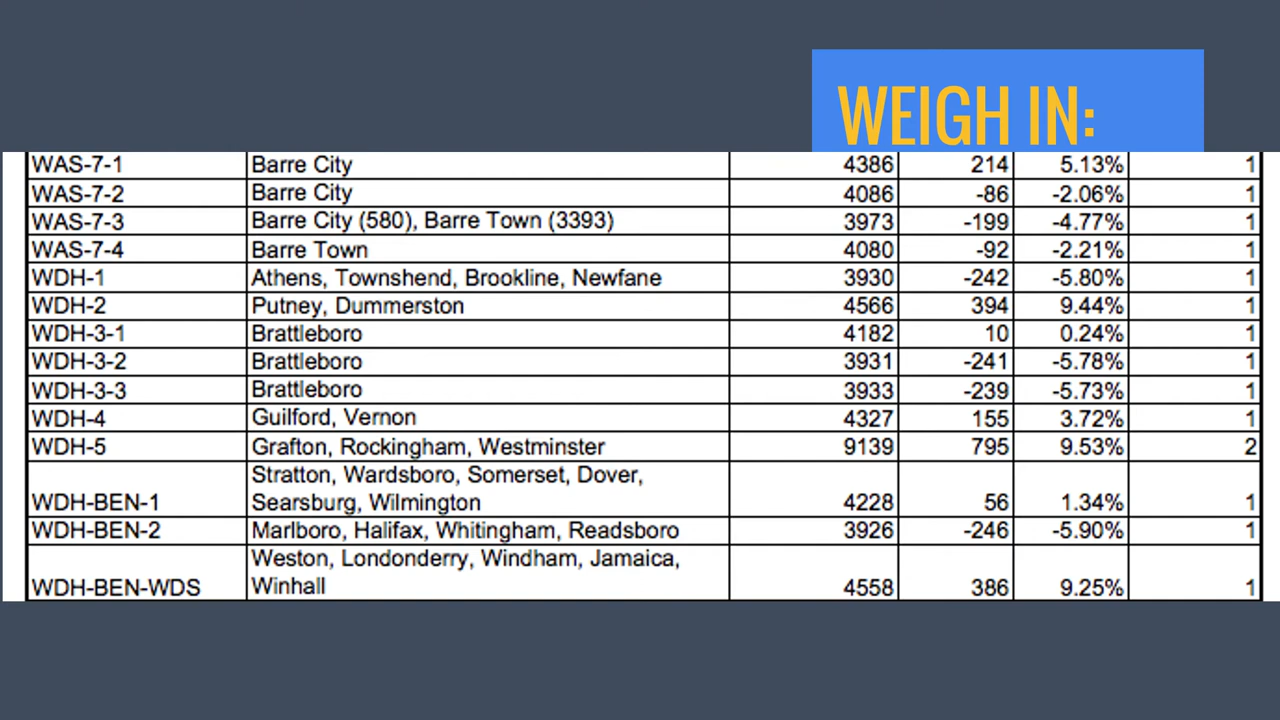 WEIGH IN:
WAS-7-1 Barre City 4386 214 5.13% 1
WAS-7-2 Barre City 4086 -86 -2.06% 1
WAS-7-3 Barre City (580), Barre Town (3393) 3973 -199 -4.77% 1
WAS-7-4 Barre Town 4080 -92 -2.21% 1
WDH-1 Athens, Townshend, Brookline, Newfane 3930 -242 -5.80% 1
WDH-2 Putney, Dummerston 4566 394 9.44% 1
WDH-3-1 Brattleboro 4182 10 0.24% 1
WDH-3-2 Brattleboro 3931 -241 -5.78% 1
WDH-3-3 Brattleboro 3933 -239 -5.73% 1
WDH-4 Guilford, Vernon 4327 155 3.72% 1
WDH-5 Grafton, Rockingham, Westminster 9139 795 9.53% 2
Stratton, Wardsboro, Somerset, Dover,
WDH-BEN-1 Searsburg, Wilmington 4228 56 1.34% 1
WDH-BEN-2 Marlboro, Halifax, Whitingham, Readsboro 3926 -246 -5.90% 1
Weston, Londonderry, Windham, Jamaica,
WDH-BEN-WDS Winhall 4558 386 9.25% 1